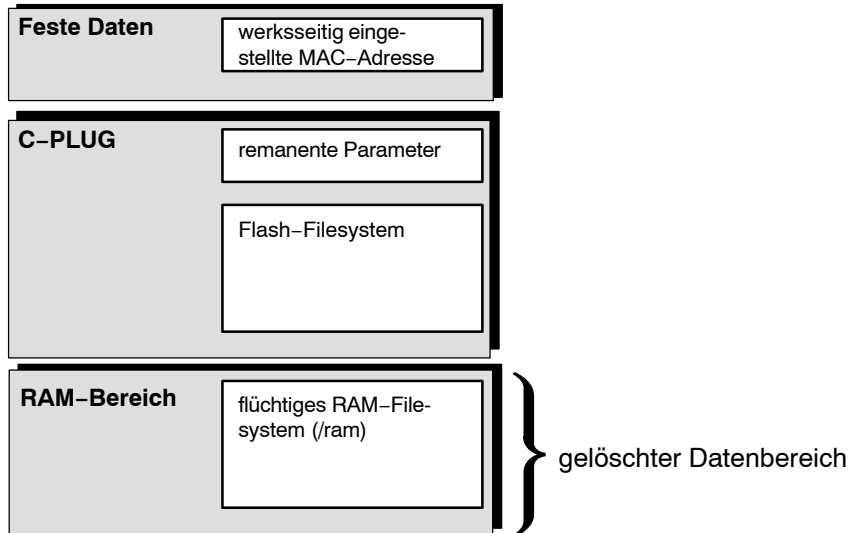 Feste Daten
werksseitig einge-
stellte MAC–Adresse
C–PLUG
remanente Parameter
Flash–Filesystem
RAM–Bereich
flüchtiges RAM–File-
system (/ram)
gelöschter Datenbereich